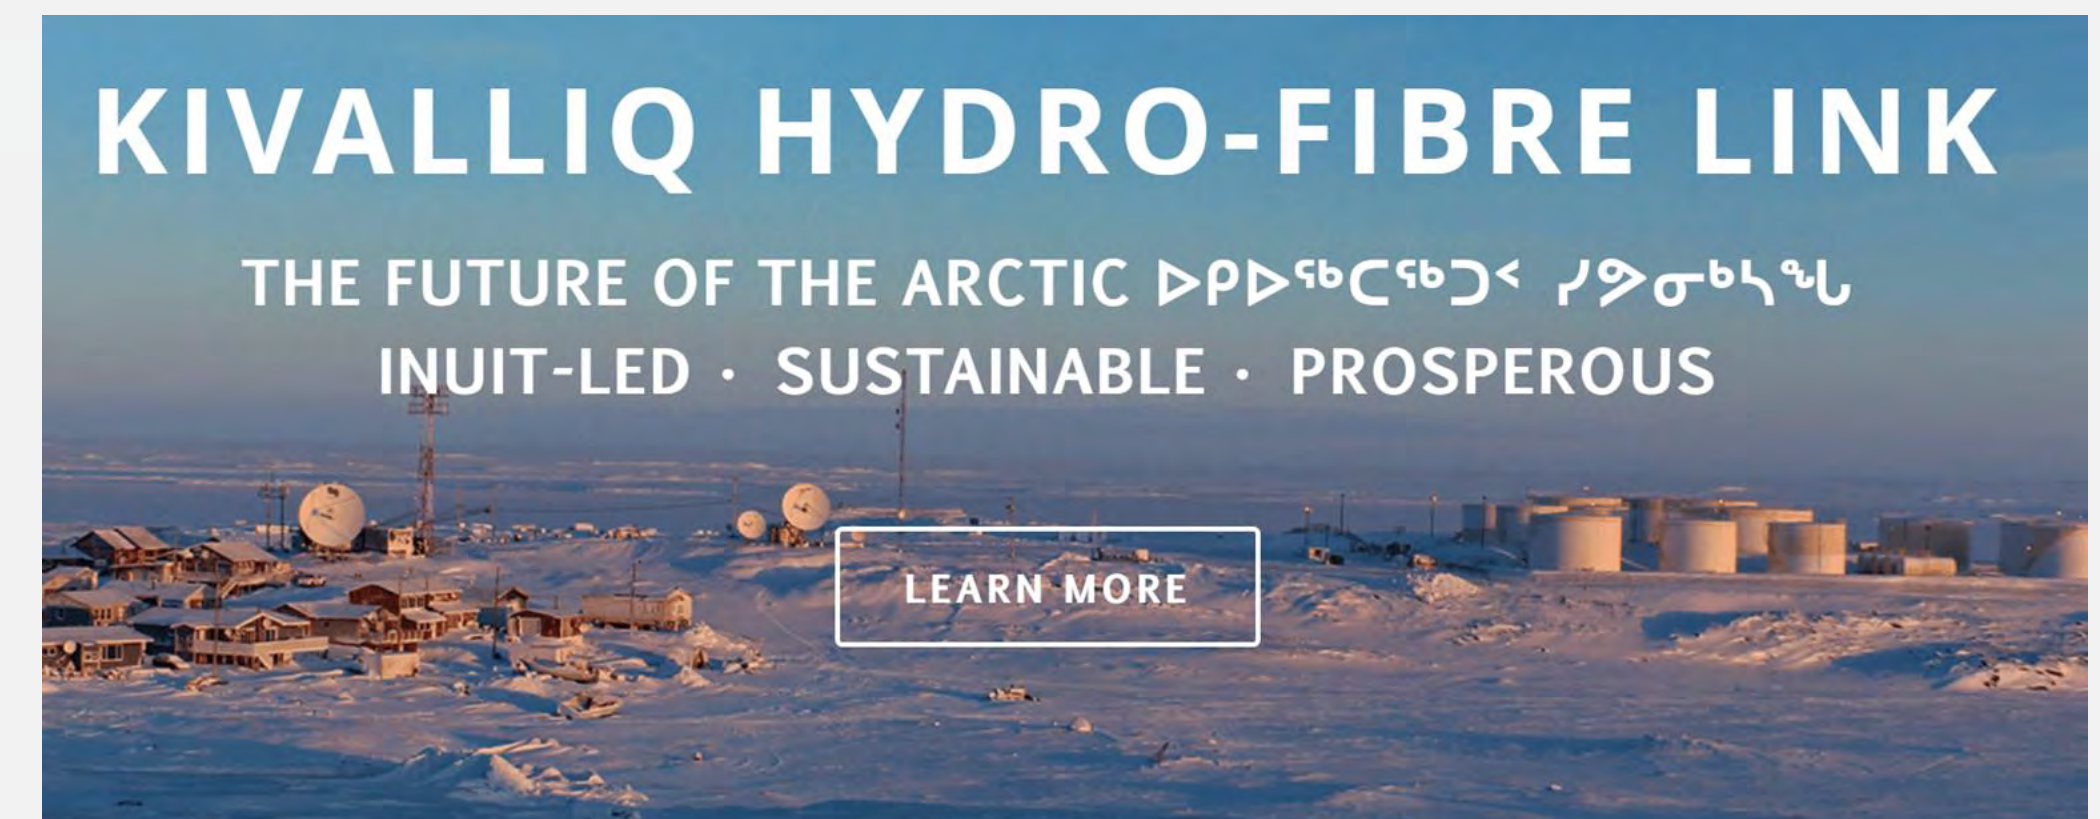 KIVALLIQ HYDRO-FIBRE LINK
THE FUTURE OF THE ARCTIC ᐅᑭᐅᖅᑕᖅᑐᑉ ᓯᕗᓂᒃᓴᖓ
INUIT-LED · SUSTAINABLE · PROSPEROUS
LEARN MORE